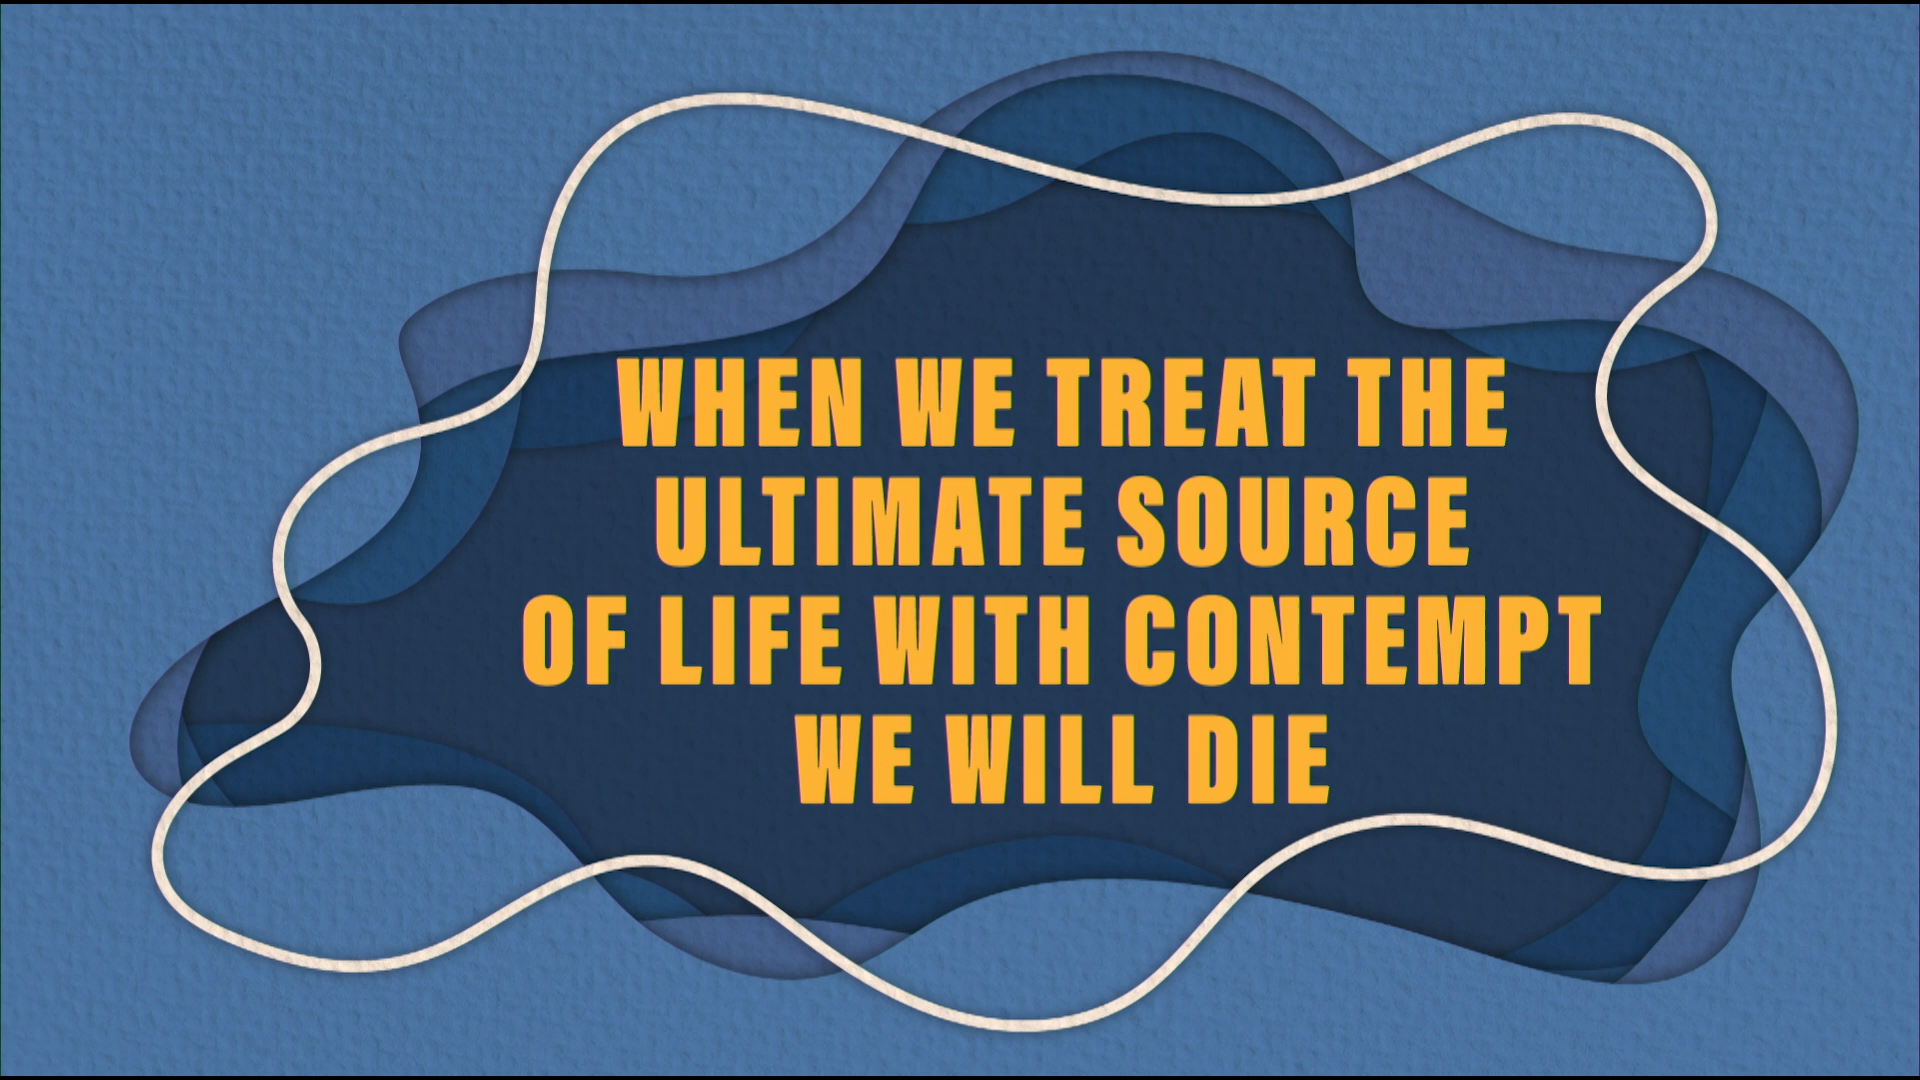 WHEN WE TREAT THE
ULTIMATE SOURCE
OF LIFE WITH CONTEMPT
WE WILL DIE